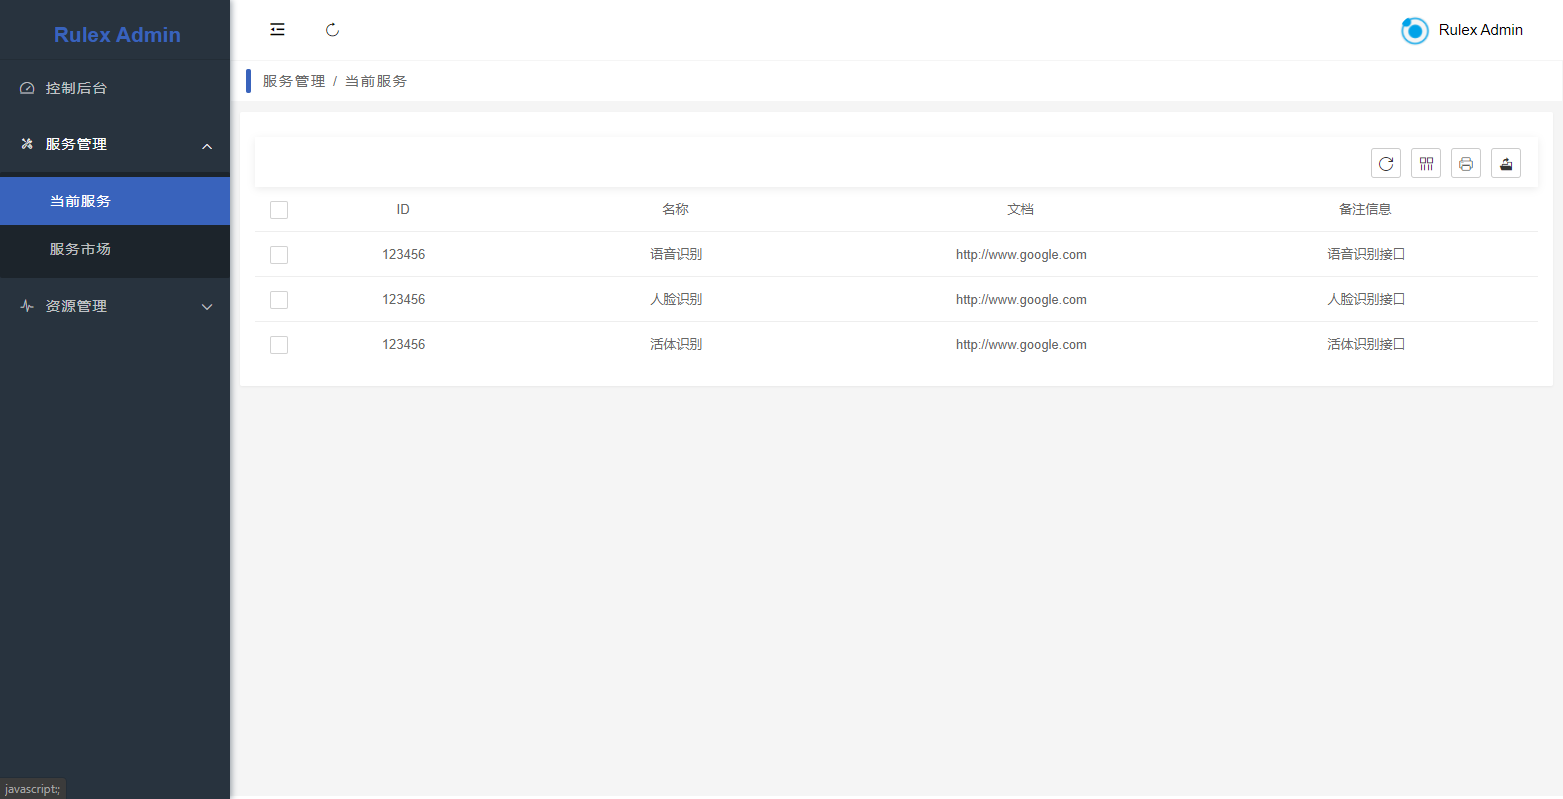 Rulex Admin
控制后台
服务管理
当前服务
服务市场
资源管理
javascript:;
Rulex Admin
服务管理 / 当前服务
ID 名称 文档 备注信息
123456 语音识别 http://www.google.com 语音识别接口
123456 人脸识别 http://www.google.com 人脸识别接口
123456 活体识别 http://www.google.com 活体识别接口